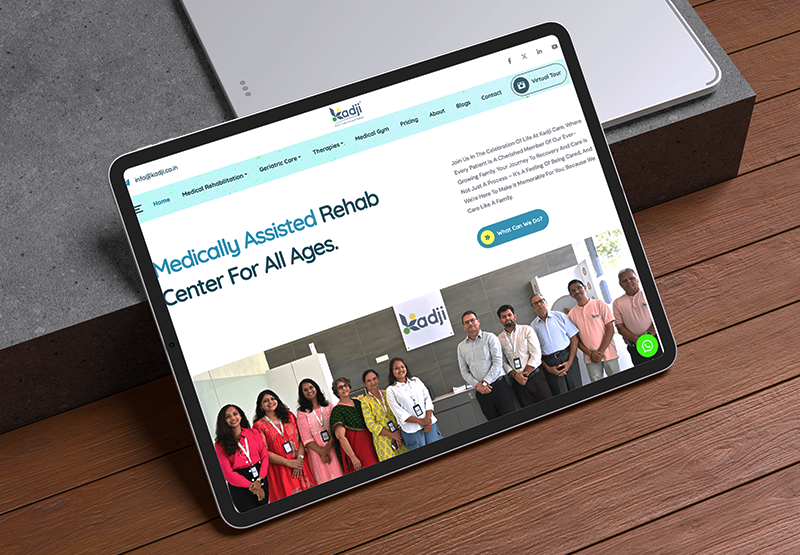 info@kadji.co.in
kadji
Virtual Tour
Home
Medical Rehabilitation
Geriatric Care
Therapies
Medical Gym
Pricing
About
Blogs
Contact
Medically Assisted Rehab
Center For All Ages.
Join Us In The Celebration Of Life At Kadji Care. Where
Every Patient Is A Cherished Member Of Our Ever-
Growing Family. Your Journey To Recovery And Care Is
Not Just A Process – It's A Feeling Of Being Cared, And
We're Here To Make It Memorable For You, Because We
Care Like A Family.
What Can We Do?
kadji